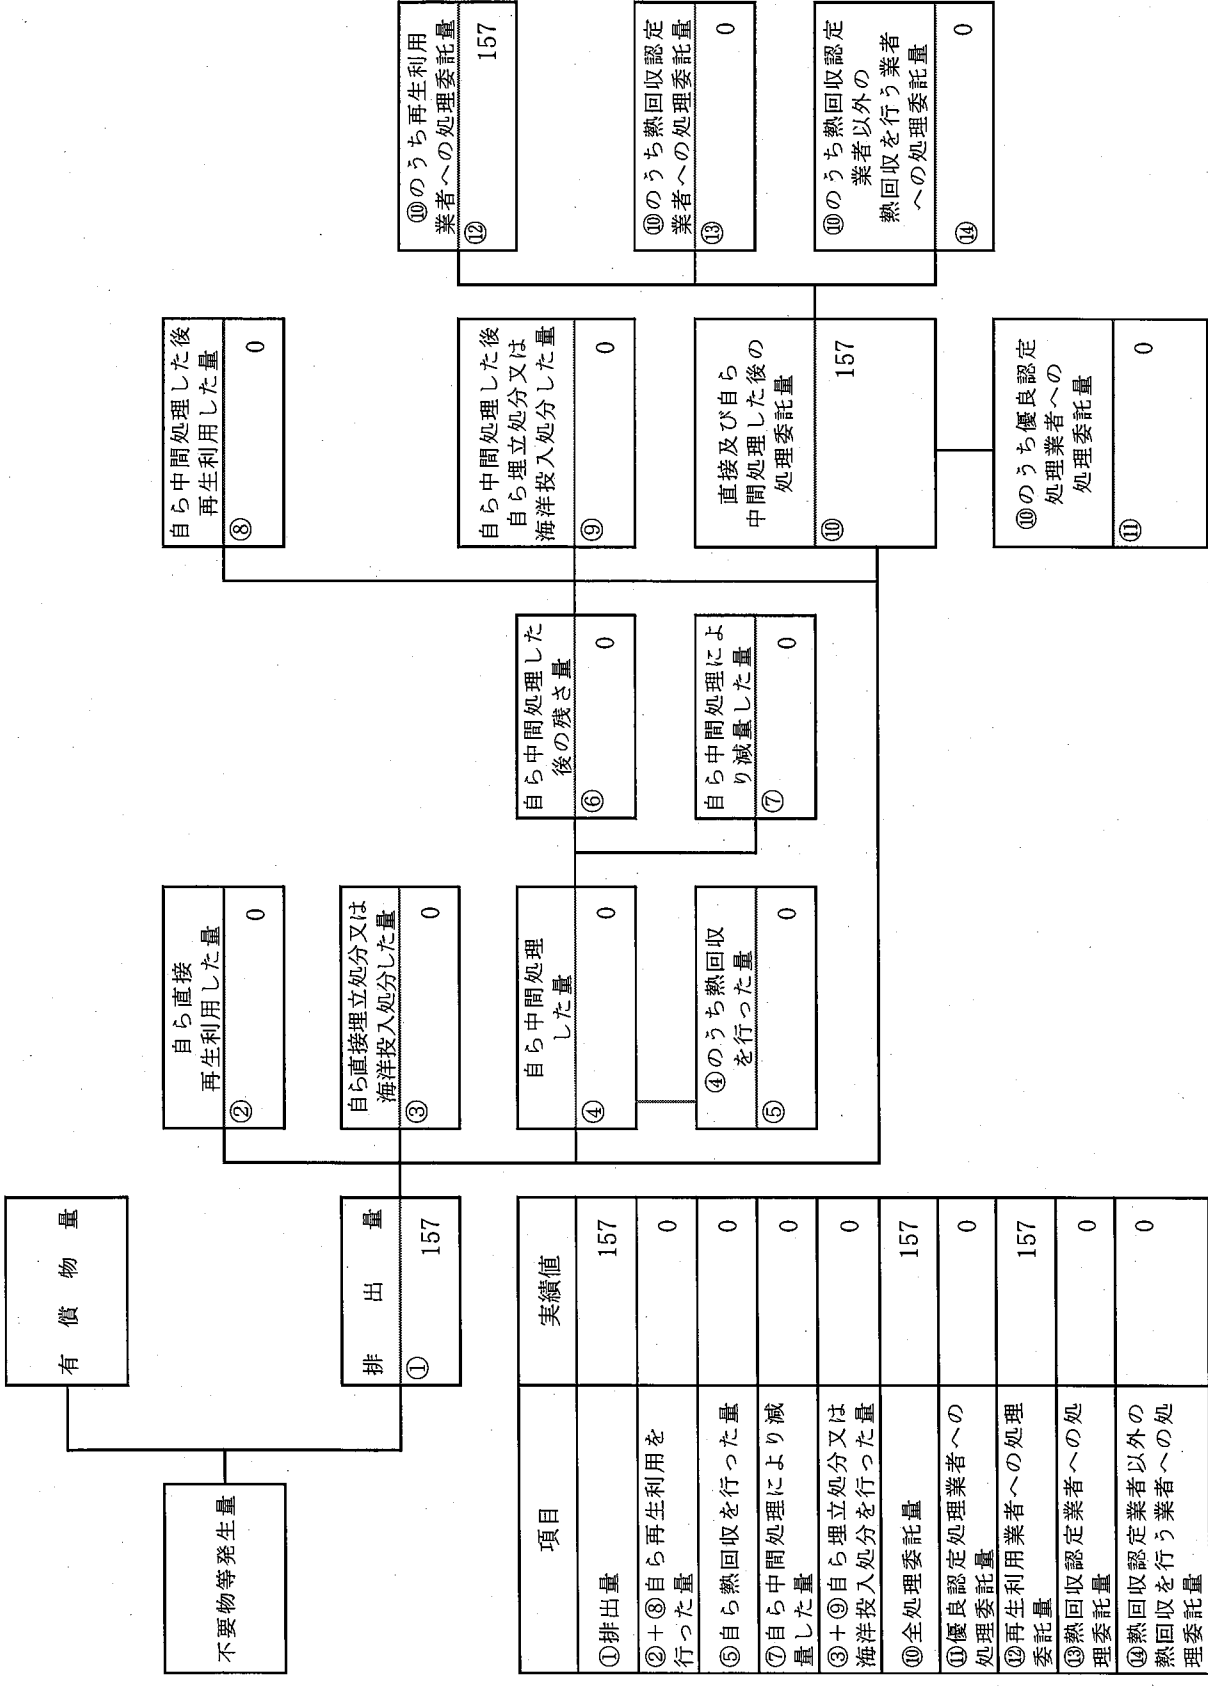 不要物等発生量
有償物量
排出量
①
157
自ら直接
再生利用した量
②
0
自ら直接埋立処分又は
海洋投入処分した量
③
0
自ら中間処理
した量
④
0
④のうち熱回収
を行った量
⑤
0
自ら中間処理した
後の残さ量
⑥
0
自ら中間処理によ
り減量した量
⑦
0
自ら中間処理した後
再生利用した量
⑧
0
自ら中間処理した後
自ら埋立処分又は
海洋投入処分した量
⑨
0
直接及び自ら
中間処理した後の
処理委託量
⑩
157
⑩のうち優良認定
処理業者への
処理委託量
⑪
0
⑩のうち再生利用
業者への処理委託量
⑫
157
⑩のうち熱回収認定
業者への処理委託量
⑬
0
⑩のうち熱回収認定
業者以外の
熱回収を行う業者
への処理委託量
⑭
0
項目 実績値
①排出量 157
②+⑧自ら再生利用を
行った量 0
⑤自ら熱回収を行った量 0
⑦自ら中間処理により減
量した量 0
③+⑨自ら埋立処分又は
海洋投入処分を行った量 0
⑩全処理委託量 157
⑪優良認定処理業者への
処理委託量 0
⑫再生利用業者への処理
委託量 157
⑬熱回収認定業者への処
理委託量 0
⑭熱回収認定業者以外の
熱回収を行う業者への処
理委託量 0